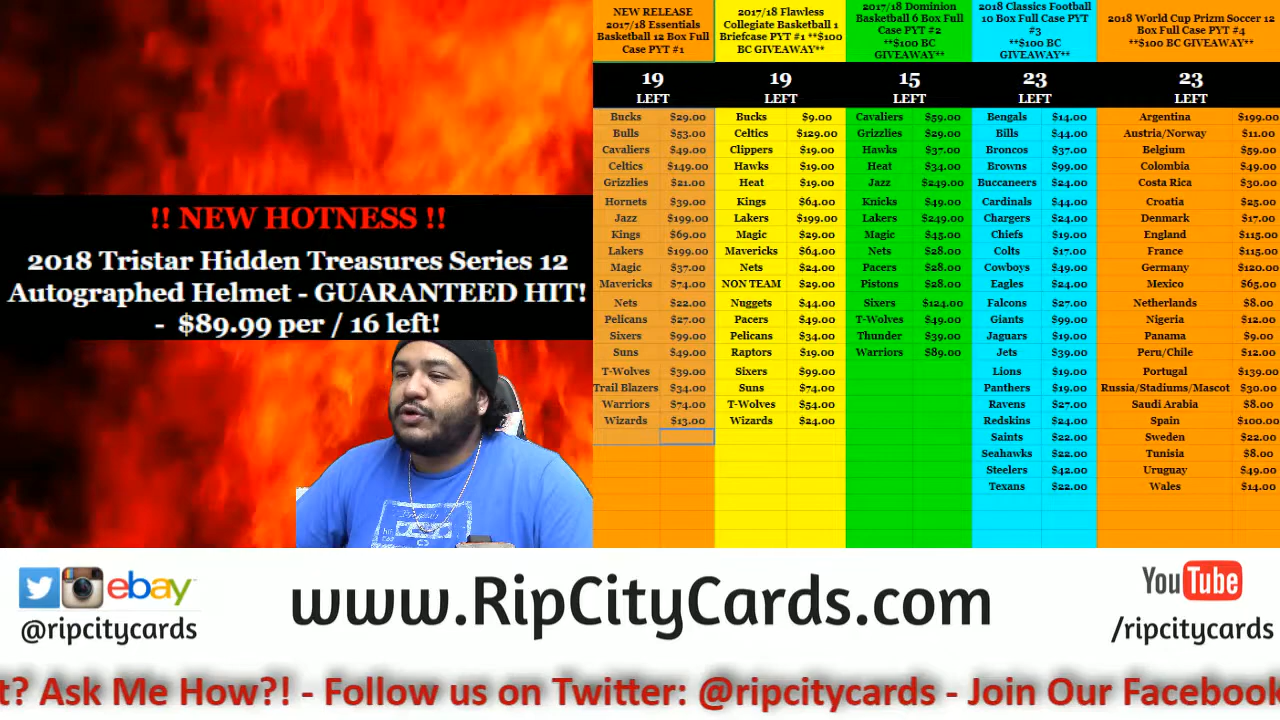 !! NEW HOTNESS !!
2018 Tristar Hidden Treasures Series 12
Autographed Helmet - GUARANTEED HIT!
- $89.99 per / 16 left!
NEW RELEASE
2017/18 Essentials
Basketball 12 Box Full
Case PYT #1
19
LEFT
Bucks $29.00
Bulls $53.00
Cavaliers $49.00
Celtics $149.00
Grizzlies $21.00
Hornets $39.00
Jazz $199.00
Kings $69.00
Lakers $199.00
Magic $37.00
Mavericks $74.00
Nets $22.00
Pelicans $27.00
Sixers $99.00
Suns $49.00
T-Wolves $39.00
Trail Blazers $34.00
Warriors $74.00
Wizards $13.00
2017/18 Flawless
Collegiate Basketball 1
Briefcase PYT #1 **$100
BC GIVEAWAY**
19
LEFT
Bucks $9.00
Celtics $129.00
Clippers $19.00
Hawks $19.00
Heat $19.00
Kings $64.00
Lakers $199.00
Magic $29.00
Mavericks $64.00
Nets $24.00
NON TEAM $29.00
Nuggets $44.00
Pacers $49.00
Pelicans $34.00
Raptors $19.00
Sixers $99.00
Suns $74.00
T-Wolves $54.00
Wizards $24.00
2017/18 Dominion
Basketball 6 Box Full
Case PYT #2
**$100 BC
GIVEAWAY**
15
LEFT
Cavaliers $59.00
Grizzlies $29.00
Hawks $37.00
Heat $34.00
Jazz $249.00
Knicks $49.00
Lakers $249.00
Magic $45.00
Nets $28.00
Pacers $28.00
Pistons $28.00
Sixers $124.00
T-Wolves $49.00
Thunder $39.00
Warriors $89.00
2018 Classics Football
10 Box Full Case PYT
#3
**$100 BC
GIVEAWAY**
23
LEFT
Bengals $14.00
Bills $44.00
Broncos $37.00
Browns $99.00
Buccaneers $24.00
Cardinals $44.00
Chargers $24.00
Chiefs $19.00
Colts $17.00
Cowboys $49.00
Eagles $24.00
Falcons $27.00
Giants $99.00
Jaguars $19.00
Jets $39.00
Lions $19.00
Panthers $19.00
Ravens $27.00
Redskins $24.00
Saints $22.00
Seahawks $22.00
Steelers $42.00
Texans $22.00
2018 World Cup Prizm Soccer 12
Box Full Case PYT #4
**$100 BC GIVEAWAY**
23
LEFT
Argentina $199.00
Austria/Norway $11.00
Belgium $59.00
Colombia $49.00
Costa Rica $30.00
Croatia $25.00
Denmark $17.00
England $115.00
France $115.00
Germany $120.00
Mexico $65.00
Netherlands $8.00
Nigeria $12.00
Panama $9.00
Peru/Chile $12.00
Portugal $139.00
Russia/Stadiums/Mascot $30.00
Saudi Arabia $8.00
Spain $100.00
Sweden $22.00
Tunisia $8.00
Uruguay $49.00
Wales $14.00
ebay
@ripcitycards
www.RipCityCards.com
YouTube
/ripcitycards
t? Ask Me How?! - Follow us on Twitter: @ripcitycards - Join Our Facebook